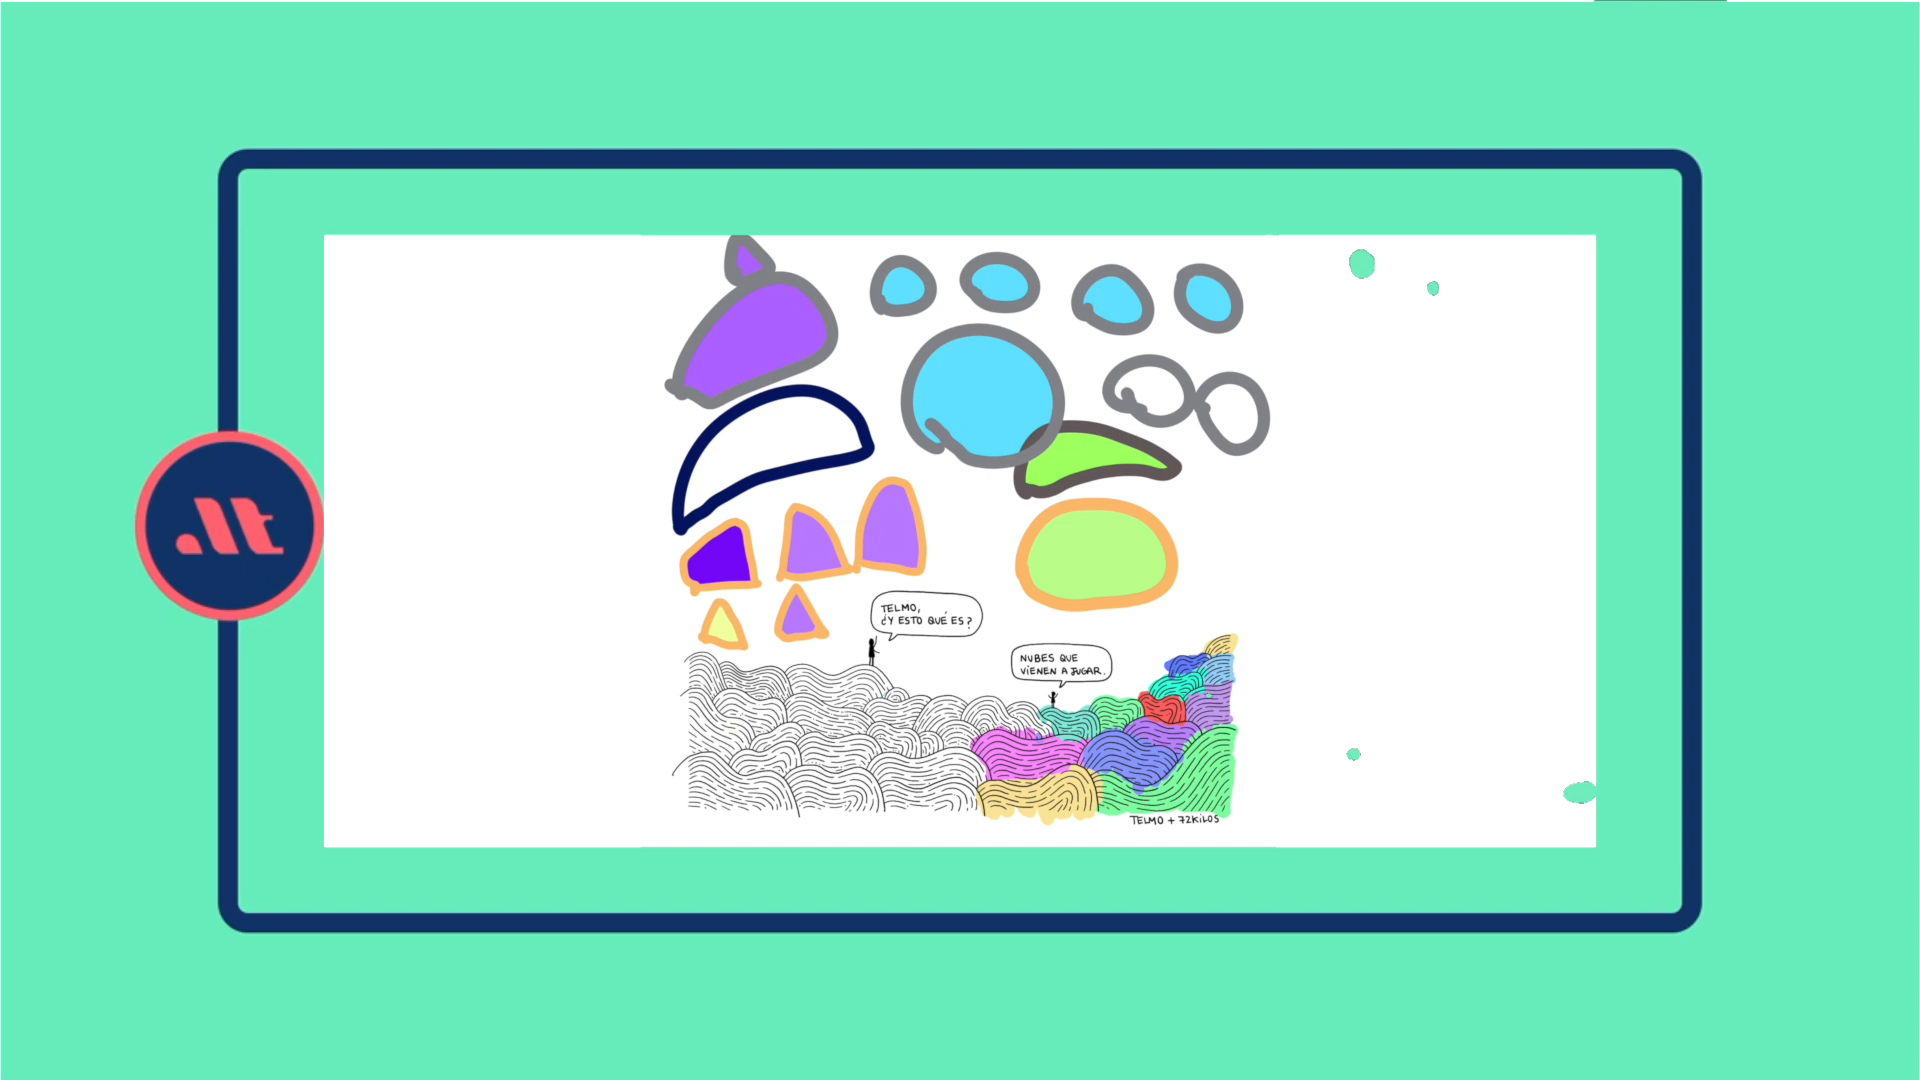 TELMO,
¿Y ESTO QUÉ ES?
NUBES QUE
VIENEN A JUGAR.
TELMO + 72KILOS